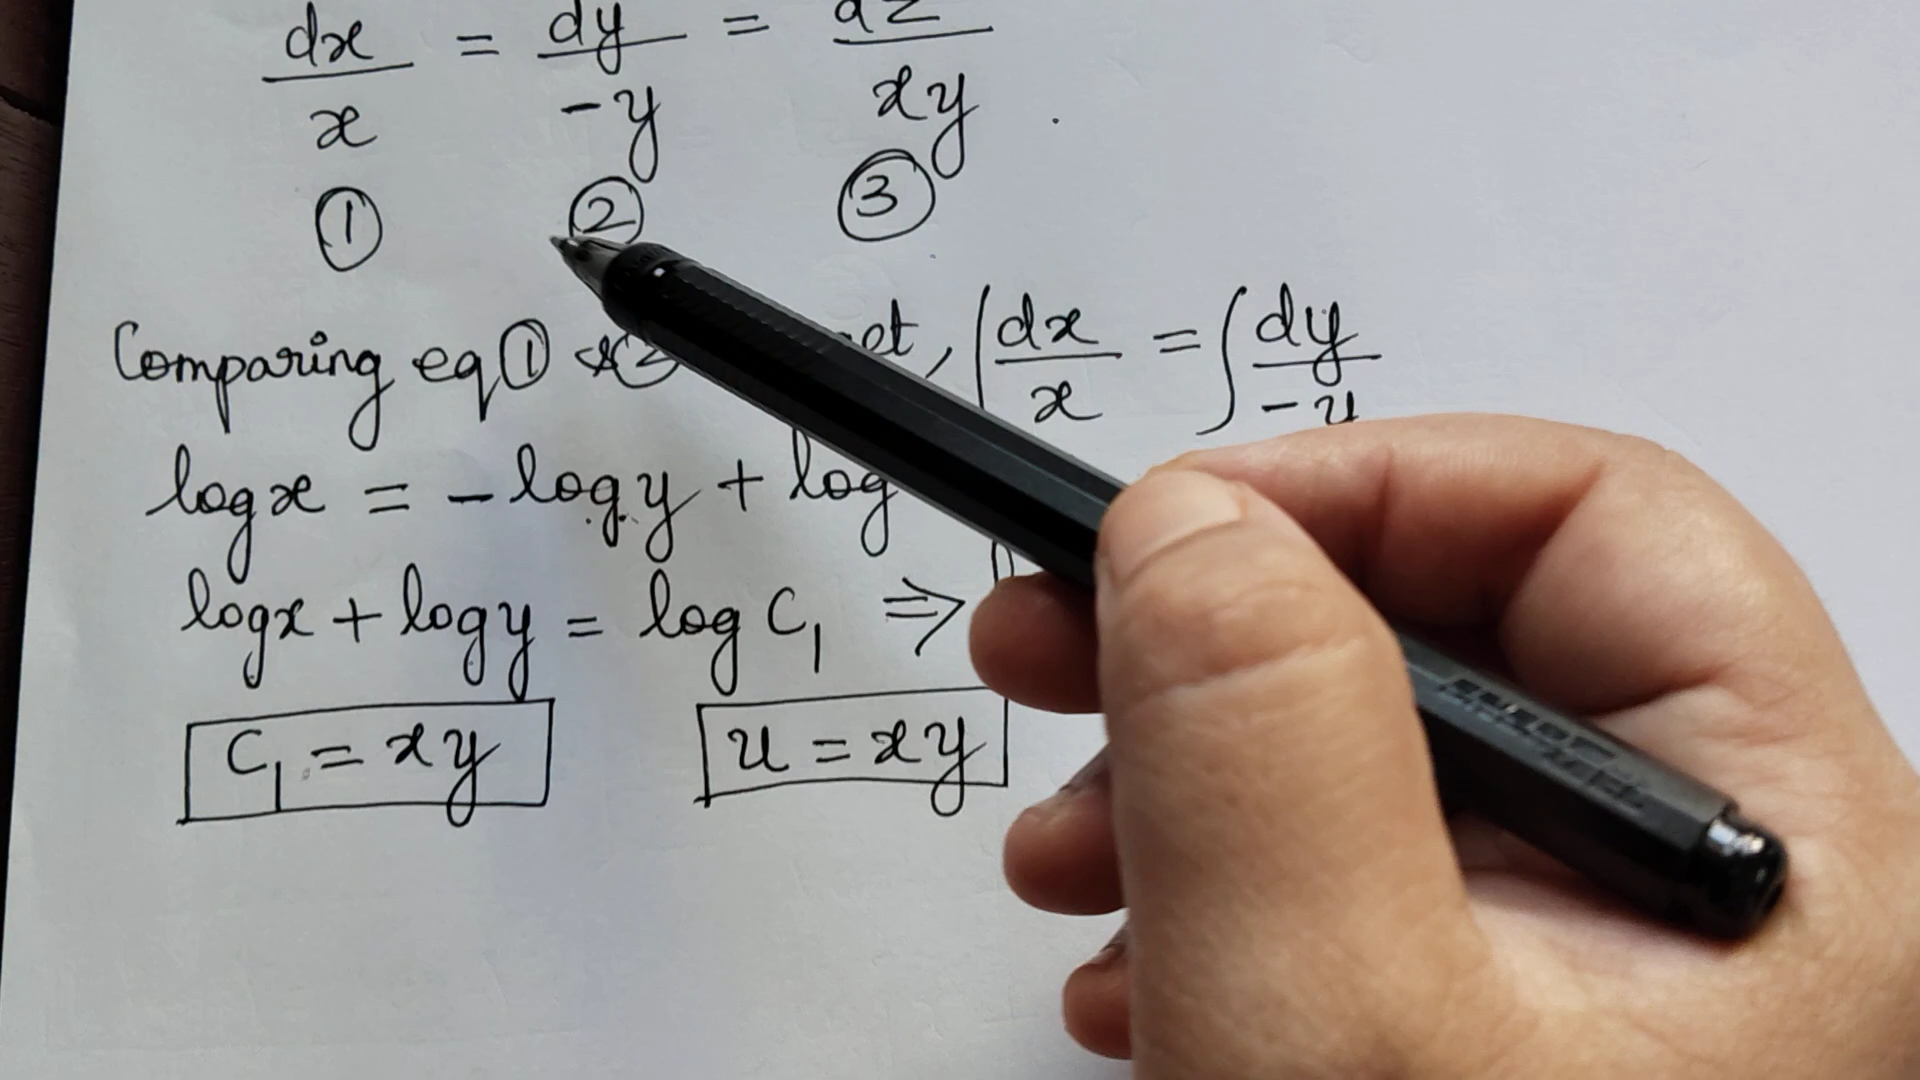 dx = dy = dz
x -y xy
① ② ③
Comparing eq ① & ② , ∫ dx = ∫ dy
x -y
log x = - log y + log
log x + log y = log C₁ ⇒
C₁ = xy u = xy